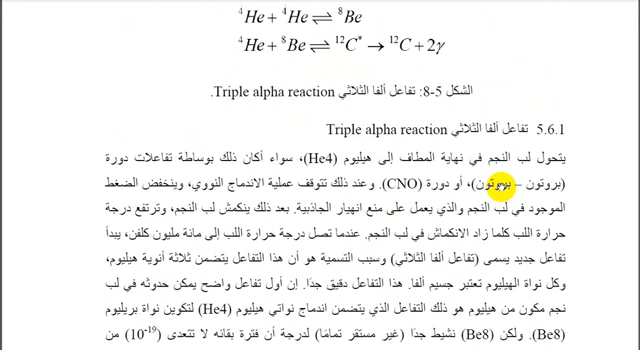 ⁴He + ⁴He ⇌ ⁸Be
⁴He + ⁸Be ⇌ ¹²C* → ¹²C + 2γ
الشكل 5-8: تفاعل ألفا الثلاثي Triple alpha reaction.
5.6.1 تفاعل ألفا الثلاثي Triple alpha reaction
يتحول لب النجم في نهاية المطاف إلى هيليوم (He4)، سواء أكان ذلك بوساطة تفاعلات دورة
(بروتون – بروتون)، أو دورة (CNO). وعند ذلك تتوقف عملية الاندماج النووي، وينخفض الضغط
الموجود في لب النجم والذي يعمل على منع انهيار الجاذبية. بعد ذلك ينكمش لب النجم، وترتفع درجة
حرارة اللب كلما زاد الانكماش في لب النجم. عندما تصل درجة حرارة اللب إلى مائة مليون كلفن، يبدأ
تفاعل جديد يسمى (تفاعل ألفا الثلاثي) وسبب التسمية هو أن هذا التفاعل يتضمن ثلاثة أنوية هيليوم،
وكل نواة الهيليوم تعتبر جسيم ألفا. هذا التفاعل دقيق جدًا. إن أول تفاعل واضح يمكن حدوثه في لب
نجم مكون من هيليوم هو ذلك التفاعل الذي يتضمن اندماج نواتي هيليوم (He4) لتكوين نواة بريليوم
(Be8). ولكن (Be8) نشيط جدًا (غير مستقر تمامًا) لدرجة أن فترة بقائه لا تتعدى (10⁻¹⁹) من